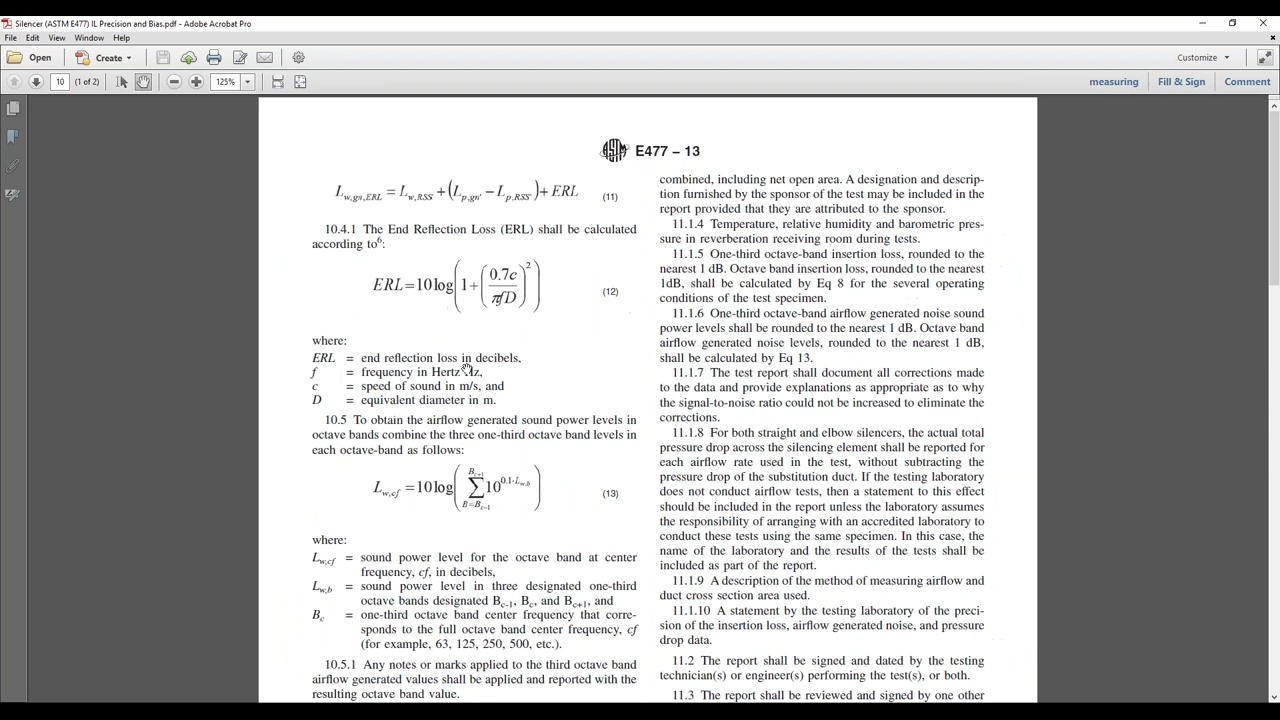 Silencer (ASTM E477) IL Precision and Bias.pdf - Adobe Acrobat Pro
File Edit View Window Help
Open Create Customize
10 (1 of 2) 125% measuring Fill & Sign Comment
ASTM E477 – 13
L_{w,gn,ERL} = L_{w,RSS} + (L_{p,gn'} − L_{p,RSS'}) + ERL (11)
10.4.1 The End Reflection Loss (ERL) shall be calculated
according to⁶:
ERL = 10log(1+(0.7c/πfD)²) (12)
where:
ERL = end reflection loss in decibels,
f = frequency in Hertz
c = speed of sound in m/s, and
D = equivalent diameter in m.
10.5 To obtain the airflow generated sound power levels in
octave bands combine the three one-third octave band levels in
each octave-band as follows:
L_{w,cf} = 10log(∑_{B=B_{c−1}}^{B_{c+1}} 10^{0.1·L_{w,b}}) (13)
where:
L_{w,cf} = sound power level for the octave band at center
frequency, cf, in decibels,
L_{w,b} = sound power level in three designated one-third
octave bands designated B_{c-1}, B_c, and B_{c+1}, and
B_c = one-third octave band center frequency that corre-
sponds to the full octave band center frequency, cf
(for example, 63, 125, 250, 500, etc.).
10.5.1 Any notes or marks applied to the third octave band
airflow generated values shall be applied and reported with the
resulting octave band value.
combined, including net open area. A designation and descrip-
tion furnished by the sponsor of the test may be included in the
report provided that they are attributed to the sponsor.
11.1.4 Temperature, relative humidity and barometric pres-
sure in reverberation receiving room during tests.
11.1.5 One-third octave-band insertion loss, rounded to the
nearest 1 dB. Octave band insertion loss, rounded to the nearest
1dB, shall be calculated by Eq 8 for the several operating
conditions of the test specimen.
11.1.6 One-third octave-band airflow generated noise sound
power levels shall be rounded to the nearest 1 dB. Octave band
airflow generated noise levels, rounded to the nearest 1 dB,
shall be calculated by Eq 13.
11.1.7 The test report shall document all corrections made
to the data and provide explanations as appropriate as to why
the signal-to-noise ratio could not be increased to eliminate the
corrections.
11.1.8 For both straight and elbow silencers, the actual total
pressure drop across the silencing element shall be reported for
each airflow rate used in the test, without subtracting the
pressure drop of the substitution duct. If the testing laboratory
does not conduct airflow tests, then a statement to this effect
should be included in the report unless the laboratory assumes
the responsibility of arranging with an accredited laboratory to
conduct these tests using the same specimen. In this case, the
name of the laboratory and the results of the tests shall be
included as part of the report.
11.1.9 A description of the method of measuring airflow and
duct cross section area used.
11.1.10 A statement by the testing laboratory of the preci-
sion of the insertion loss, airflow generated noise, and pressure
drop data.
11.2 The report shall be signed and dated by the testing
technician(s) or engineer(s) performing the test(s), or both.
11.3 The report shall be reviewed and signed by one other